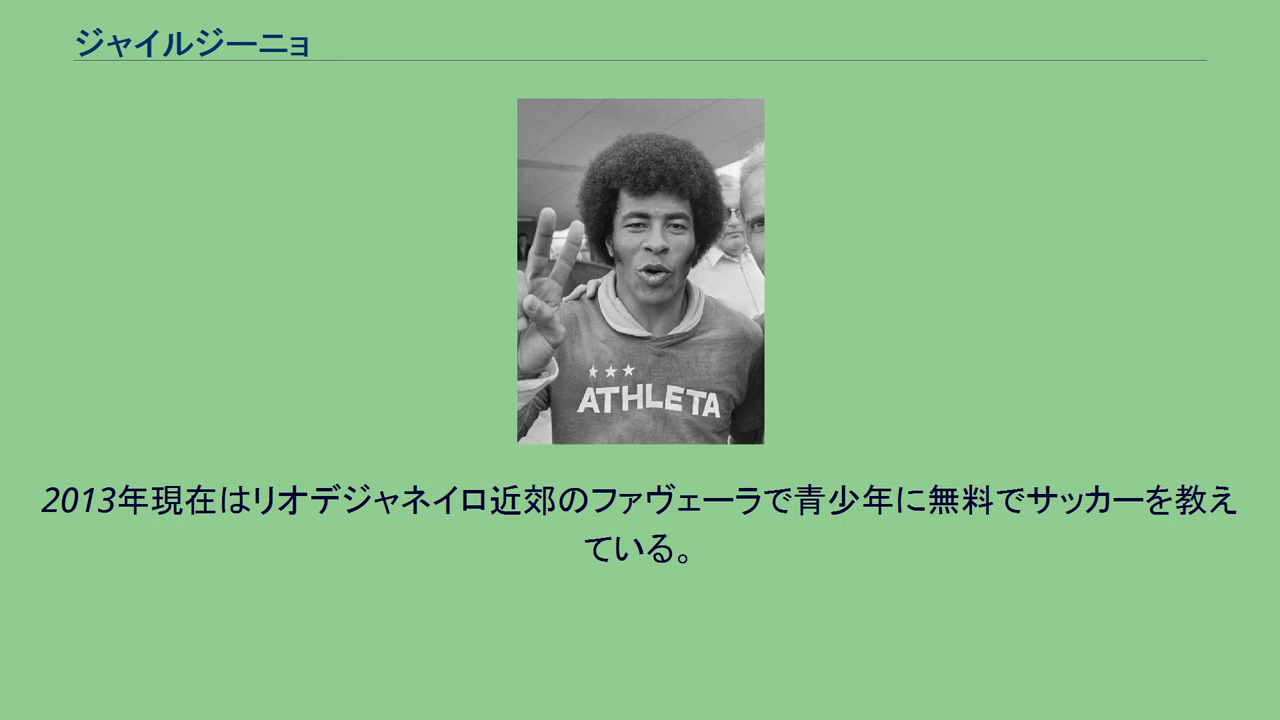 ジャイルジーニョ
★★★
ATHLETA
2013年現在はリオデジャネイロ近郊のファヴェーラで青少年に無料でサッカーを教え
ている。